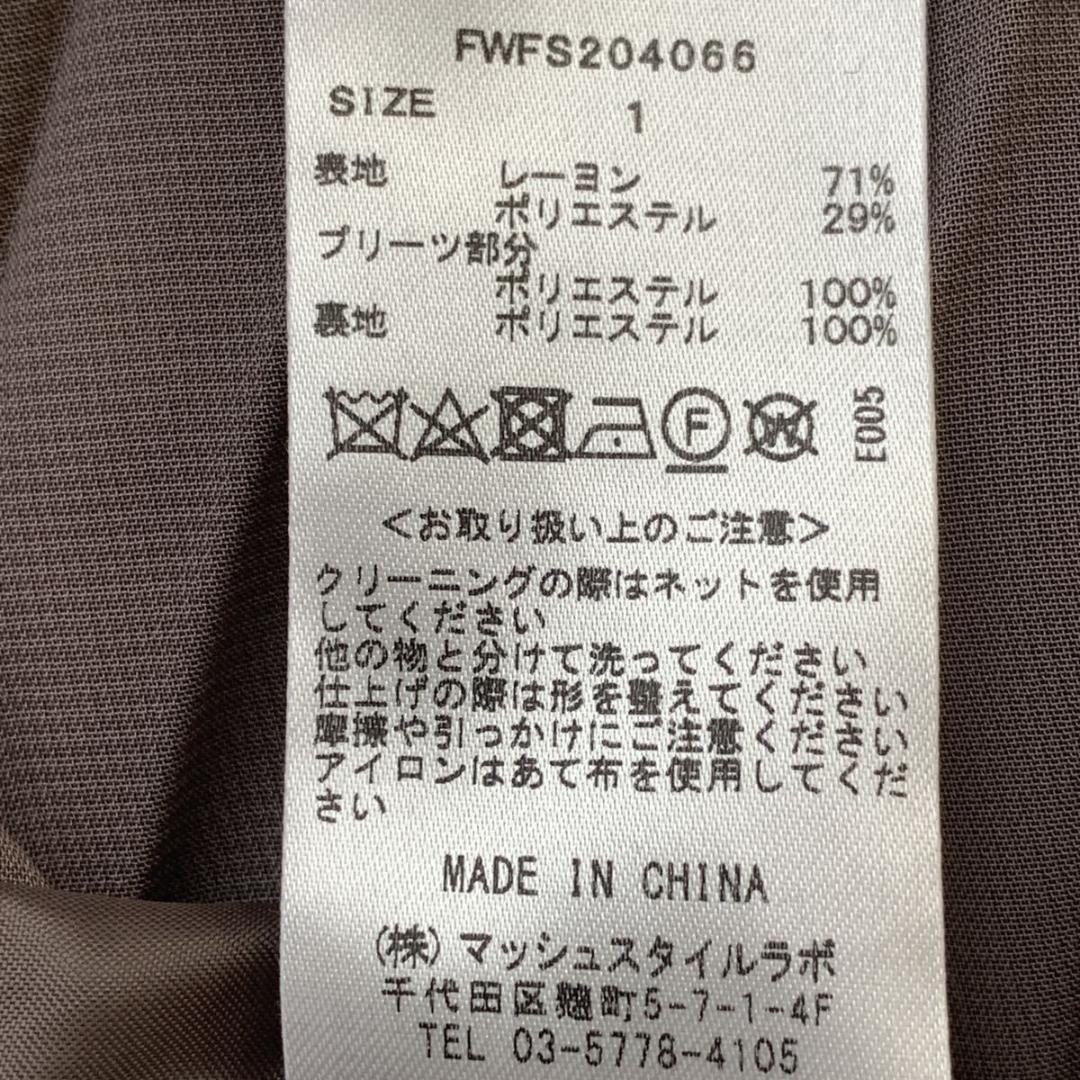 FWFS204066
SIZE 1
表地 レーヨン 71%
ポリエステル 29%
プリーツ部分
ポリエステル 100%
裏地 ポリエステル 100%
F W E005
<お取り扱い上のご注意>
クリーニングの際はネットを使用
してください
他の物と分けて洗ってください
仕上げの際は形を整えてください
摩擦や引っかけにご注意ください
アイロンはあて布を使用してくだ
さい
MADE IN CHINA
(株)マッシュスタイルラボ
千代田区麹町5-7-1-4F
TEL 03-5778-4105